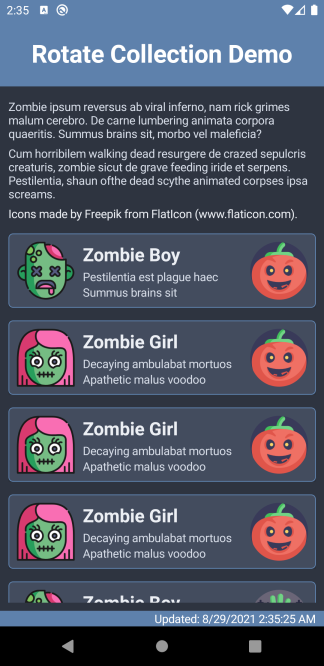 2:35
Rotate Collection Demo
Zombie ipsum reversus ab viral inferno, nam rick grimes
malum cerebro. De carne lumbering animata corpora
quaeritis. Summus brains sit, morbo vel maleficia?
Cum horribilem walking dead resurgere de crazed sepulcris
creaturis, zombie sicut de grave feeding iride et serpens.
Pestilentia, shaun ofthe dead scythe animated corpses ipsa
screams.
Icons made by Freepik from FlatIcon (www.flaticon.com).
Zombie Boy
Pestilentia est plague haec
Summus brains sit
Zombie Girl
Decaying ambulabat mortuos
Apathetic malus voodoo
Zombie Girl
Decaying ambulabat mortuos
Apathetic malus voodoo
Zombie Girl
Decaying ambulabat mortuos
Apathetic malus voodoo
Zombie Boy
Updated: 8/29/2021 2:35:25 AM